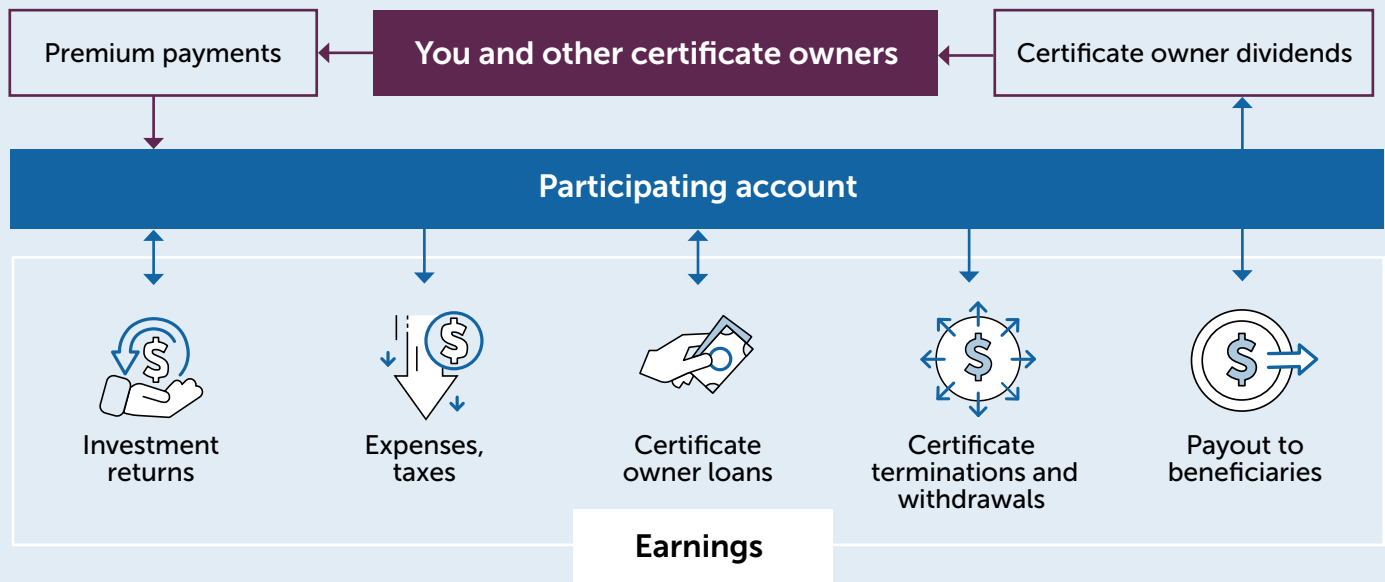 Premium payments
You and other certificate owners
Certificate owner dividends
Participating account
$
$
$
$
Investment
returns
Expenses,
taxes
Certificate
owner loans
Certificate
terminations and
withdrawals
Payout to
beneficiaries
Earnings